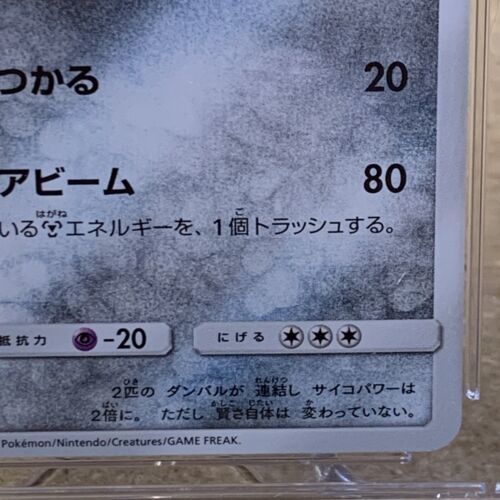 つかる 20
アビーム 80
いるエネルギーを、1個トラッシュする。
抵抗力 -20 にげる
2匹の ダンバルが 連結し サイコパワーは
2倍に。ただし 賢さ自体は 変わっていない。
Pokémon/Nintendo/Creatures/GAME FREAK.